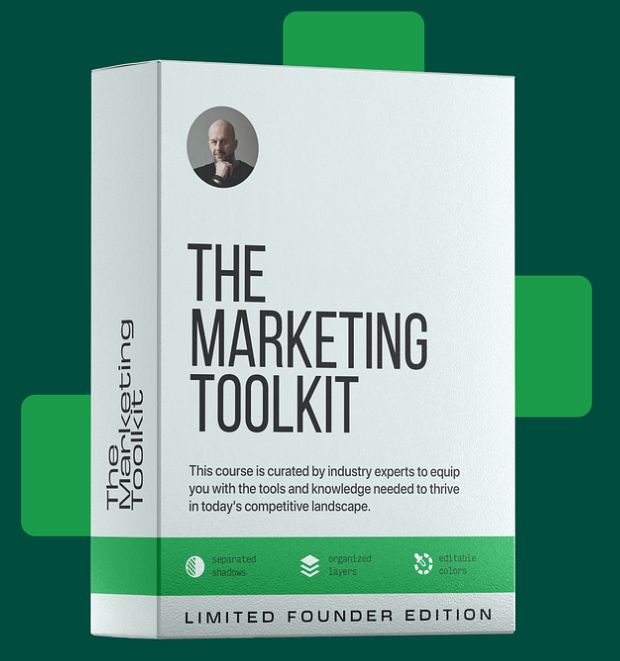 The
Marketing
Toolkit
THE
MARKETING
TOOLKIT
This course is curated by industry experts to equip
you with the tools and knowledge needed to thrive
in today's competitive landscape.
separated
shadows
organized
layers
editable
colors
LIMITED FOUNDER EDITION